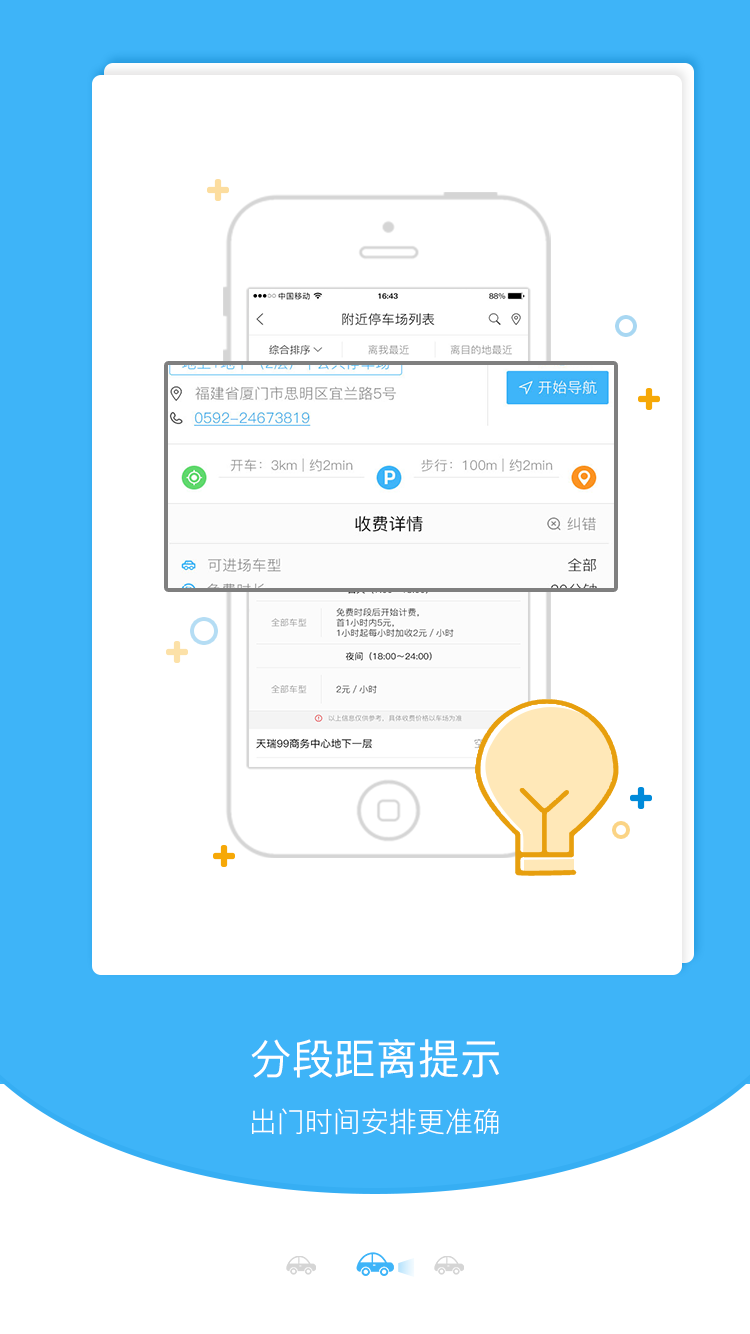 中国移动
16:43
88%
附近停车场列表
综合排序
离我最近
离目的地最近
福建省厦门市思明区宜兰路5号
开始导航
0592-24673819
开车：3km | 约2min
P
步行：100m | 约2min
收费详情
纠错
可进场车型
全部
全部车型
免费时段后开始计费，
首1小时内5元，
1小时起每小时加收2元 / 小时
夜间（18:00～24:00）
全部车型
2元 / 小时
以上信息仅供参考，具体收费价格以车场为准
天瑞99商务中心地下一层
空
分段距离提示
出门时间安排更准确